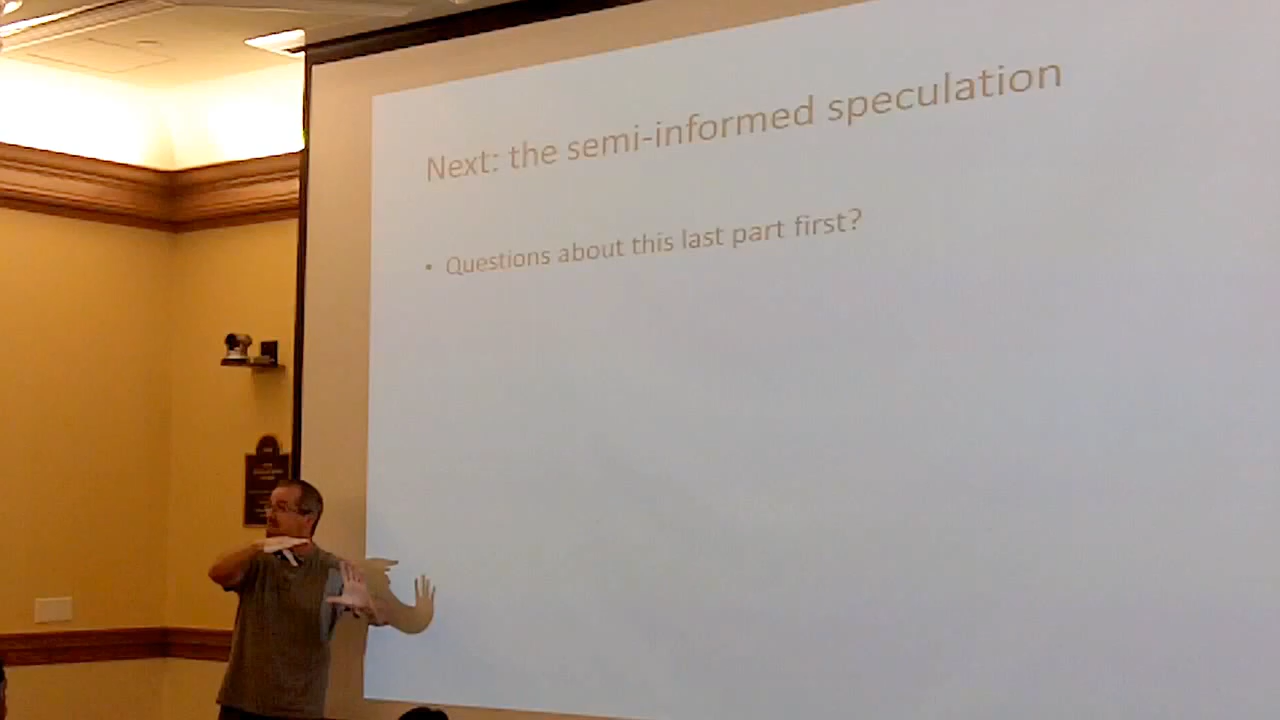 Next: the semi-informed speculation
• Questions about this last part first?